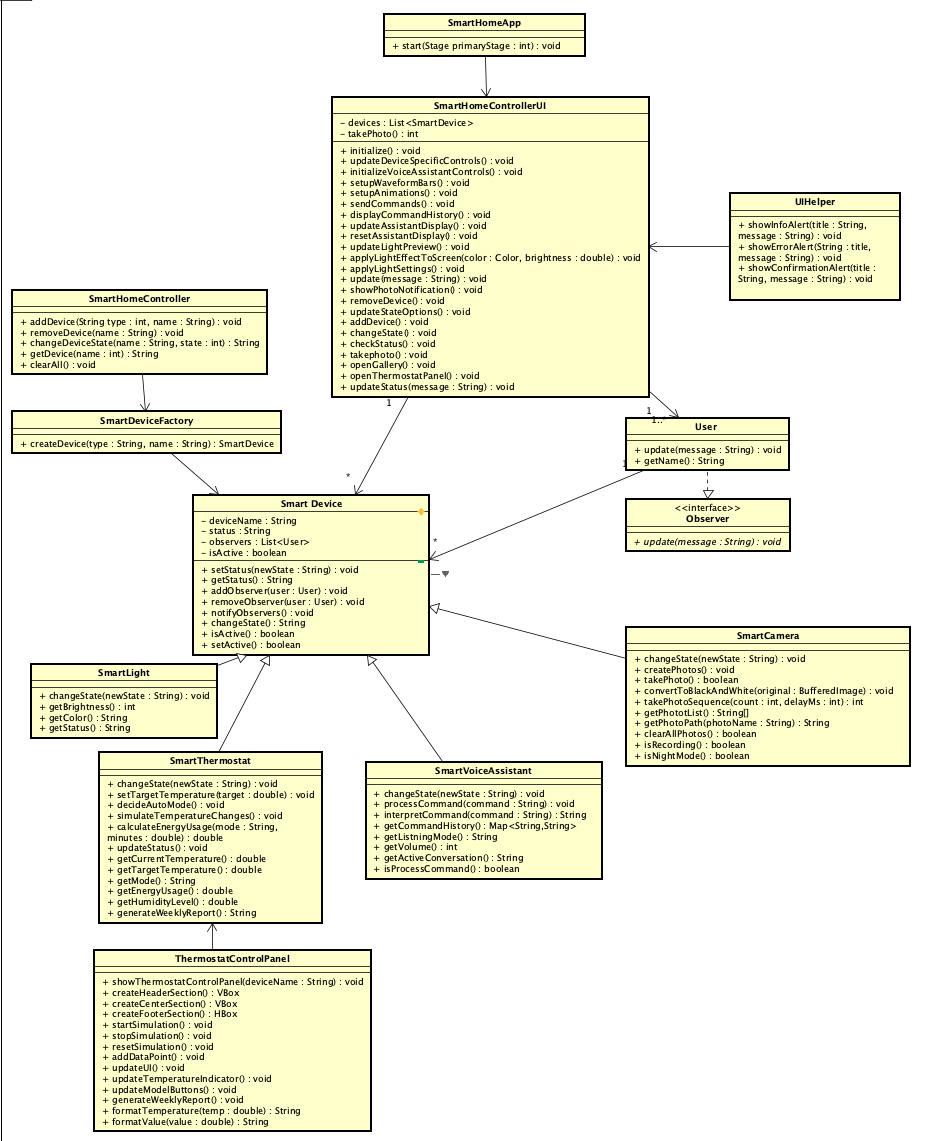 SmartHomeApp
+ start(Stage primaryStage : int) : void
SmartHomeControllerUI
- devices : List<SmartDevice>
- takePhoto() : int
+ initialize() : void
+ updateDeviceSpecificControls() : void
+ initializeVoiceAssistantControls() : void
+ setupWaveformBars() : void
+ setupAnimations() : void
+ sendCommands() : void
+ displayCommandHistory() : void
+ updateAssistantDisplay() : void
+ resetAssistantDisplay() : void
+ updateLightPreview() : void
+ applyLightEffectToScreen(color : Color, brightness : double) : void
+ applyLightSettings() : void
+ update(message : String) : void
+ showPhotoNotification() : void
+ removeDevice() : void
+ updateStateOptions() : void
+ addDevice() : void
+ changeState() : void
+ checkStatus() : void
+ takephoto() : void
+ openGallery() : void
+ openThermostatPanel() : void
+ updateStatus(message : String) : void
UIHelper
+ showInfoAlert(title : String,
message : String) : void
+ showErrorAlert(String : title,
message : String) : void
+ showConfirmationAlert(title :
String, message : String) : void
SmartHomeController
+ addDevice(String type : int, name : String) : void
+ removeDevice(name : String) : void
+ changeDeviceState(name : String, state : int) : String
+ getDevice(name : int) : String
+ clearAll() : void
SmartDeviceFactory
+ createDevice(type : String, name : String) : SmartDevice
1
*
1
1..*
User
+ update(message : String) : void
+ getName() : String
1
*
<<interface>>
Observer
+ update(message : String) : void
Smart Device
- deviceName : String
- status : String
- observers : List<User>
- isActive : boolean
+ setStatus(newState : String) : void
+ getStatus() : String
+ addObserver(user : User) : void
+ removeObserver(user : User) : void
+ notifyObservers() : void
+ changeState() : String
+ isActive() : boolean
+ setActive() : boolean
SmartCamera
+ changeState(newState : String) : void
+ createPhotos() : void
+ takePhoto() : boolean
+ convertToBlackAndWhite(original : BufferedImage) : void
+ takePhotoSequence(count : int, delayMs : int) : int
+ getPhototList() : String[]
+ getPhotoPath(photoName : String) : String
+ clearAllPhotos() : boolean
+ isRecording() : boolean
+ isNightMode() : boolean
SmartLight
+ changeState(newState : String) : void
+ getBrightness() : int
+ getColor() : String
+ getStatus() : String
SmartThermostat
+ changeState(newState : String) : void
+ setTargetTemperature(target : double) : void
+ decideAutoMode() : void
+ simulateTemperatureChanges() : void
+ calculateEnergyUsage(mode : String,
minutes : double) : double
+ updateStatus() : void
+ getCurrentTemperature() : double
+ getTargetTemperature() : double
+ getMode() : String
+ getEnergyUsage() : double
+ getHumidityLevel() : double
+ generateWeeklyReport() : String
SmartVoiceAssistant
+ changeState(newState : String) : void
+ processCommand(command : String) : void
+ interpretCommand(command : String) : String
+ getCommandHistory() : Map<String,String>
+ getListningMode() : String
+ getVolume() : int
+ getActiveConversation() : String
+ isProcessCommand() : boolean
ThermostatControlPanel
+ showThermostatControlPanel(deviceName : String) : void
+ createHeaderSection() : VBox
+ createCenterSection() : VBox
+ createFooterSection() : HBox
+ startSimulation() : void
+ stopSimulation() : void
+ resetSimulation() : void
+ addDataPoint() : void
+ updateUI() : void
+ updateTemperatureIndicator() : void
+ updateModelButtons() : void
+ generateWeeklyReport() : void
+ formatTemperature(temp : double) : String
+ formatValue(value : double) : String